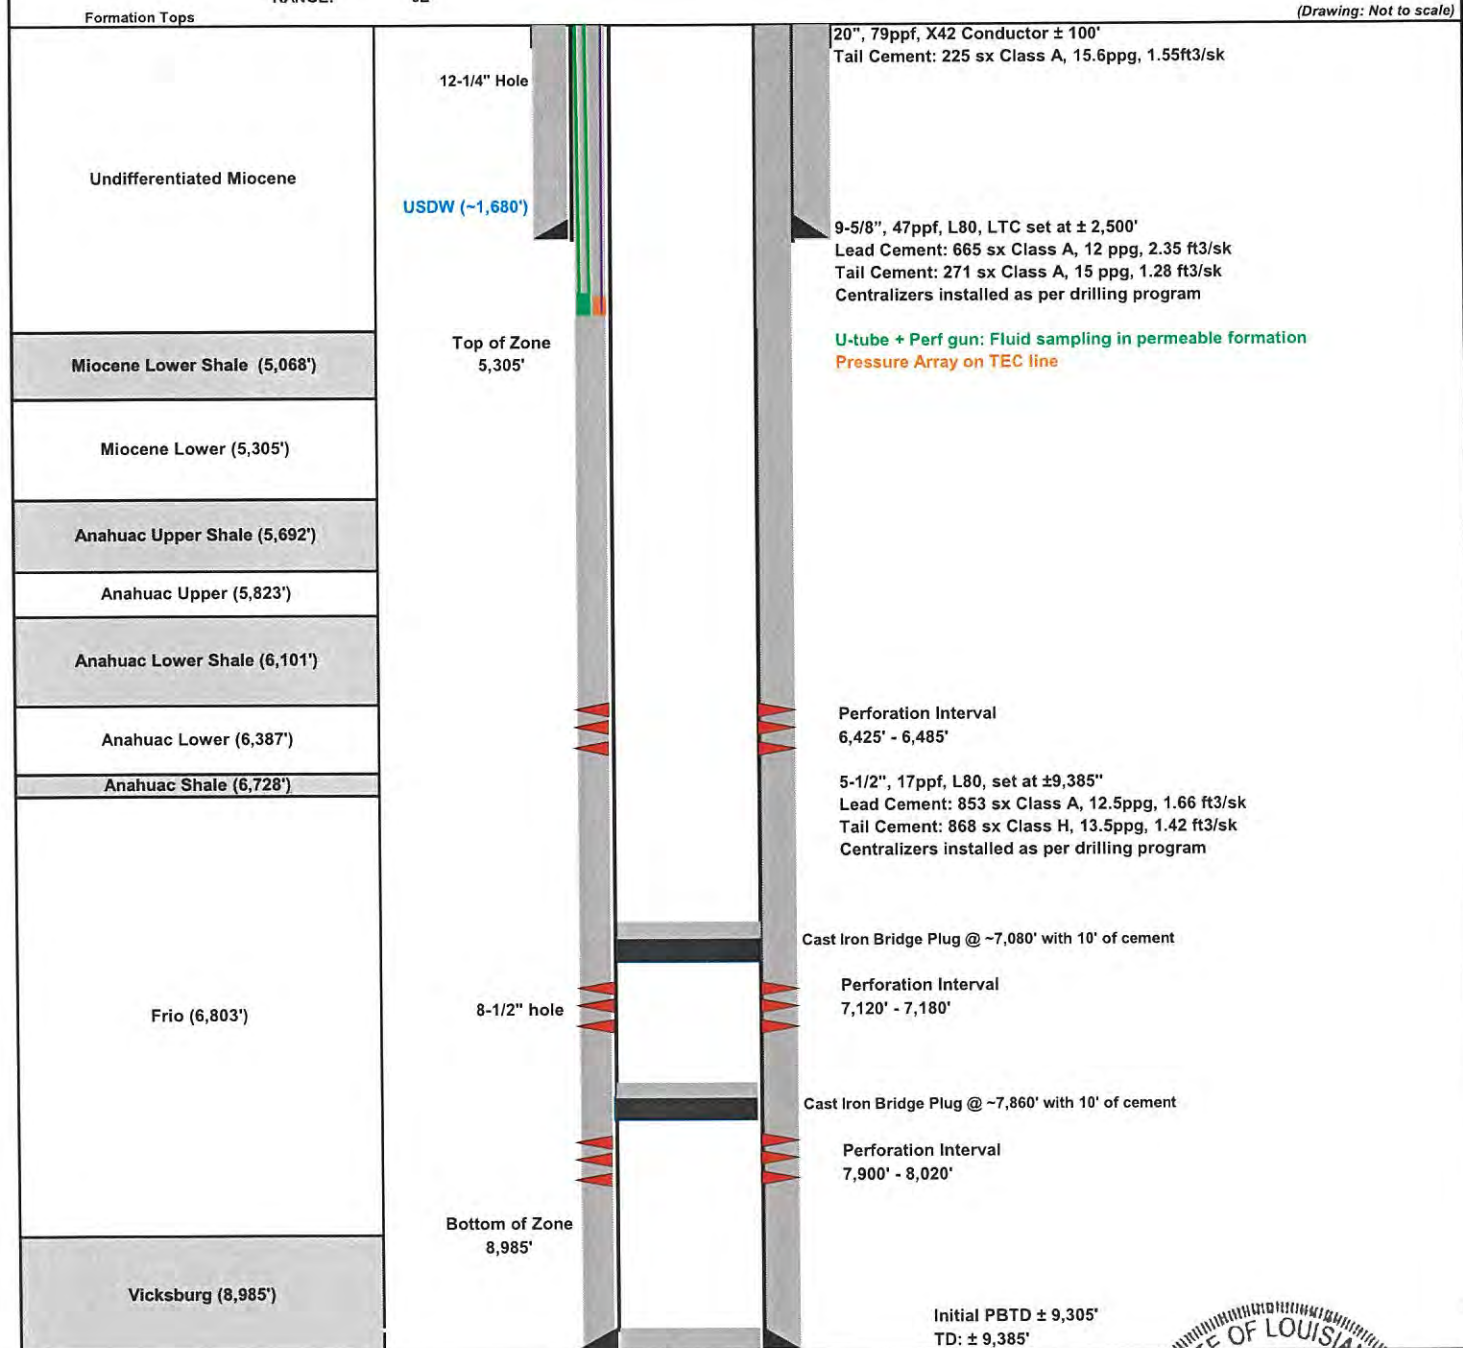 Formation Tops
(Drawing: Not to scale)
Undifferentiated Miocene
Miocene Lower Shale (5,068')
Miocene Lower (5,305')
Anahuac Upper Shale (5,692')
Anahuac Upper (5,823')
Anahuac Lower Shale (6,101')
Anahuac Lower (6,387')
Anahuac Shale (6,728')
Frio (6,803')
Vicksburg (8,985')
12-1/4" Hole
USDW (~1,680')
Top of Zone
5,305'
8-1/2" hole
Bottom of Zone
8,985'
20", 79ppf, X42 Conductor ± 100'
Tail Cement: 225 sx Class A, 15.6ppg, 1.55ft3/sk
9-5/8", 47ppf, L80, LTC set at ± 2,500'
Lead Cement: 665 sx Class A, 12 ppg, 2.35 ft3/sk
Tail Cement: 271 sx Class A, 15 ppg, 1.28 ft3/sk
Centralizers installed as per drilling program
U-tube + Perf gun: Fluid sampling in permeable formation
Pressure Array on TEC line
Perforation Interval
6,425' - 6,485'
5-1/2", 17ppf, L80, set at ±9,385"
Lead Cement: 853 sx Class A, 12.5ppg, 1.66 ft3/sk
Tail Cement: 868 sx Class H, 13.5ppg, 1.42 ft3/sk
Centralizers installed as per drilling program
Cast Iron Bridge Plug @ ~7,080' with 10' of cement
Perforation Interval
7,120' - 7,180'
Cast Iron Bridge Plug @ ~7,860' with 10' of cement
Perforation Interval
7,900' - 8,020'
Initial PBTD ± 9,305'
TD: ± 9,385'
OF LOUISIA